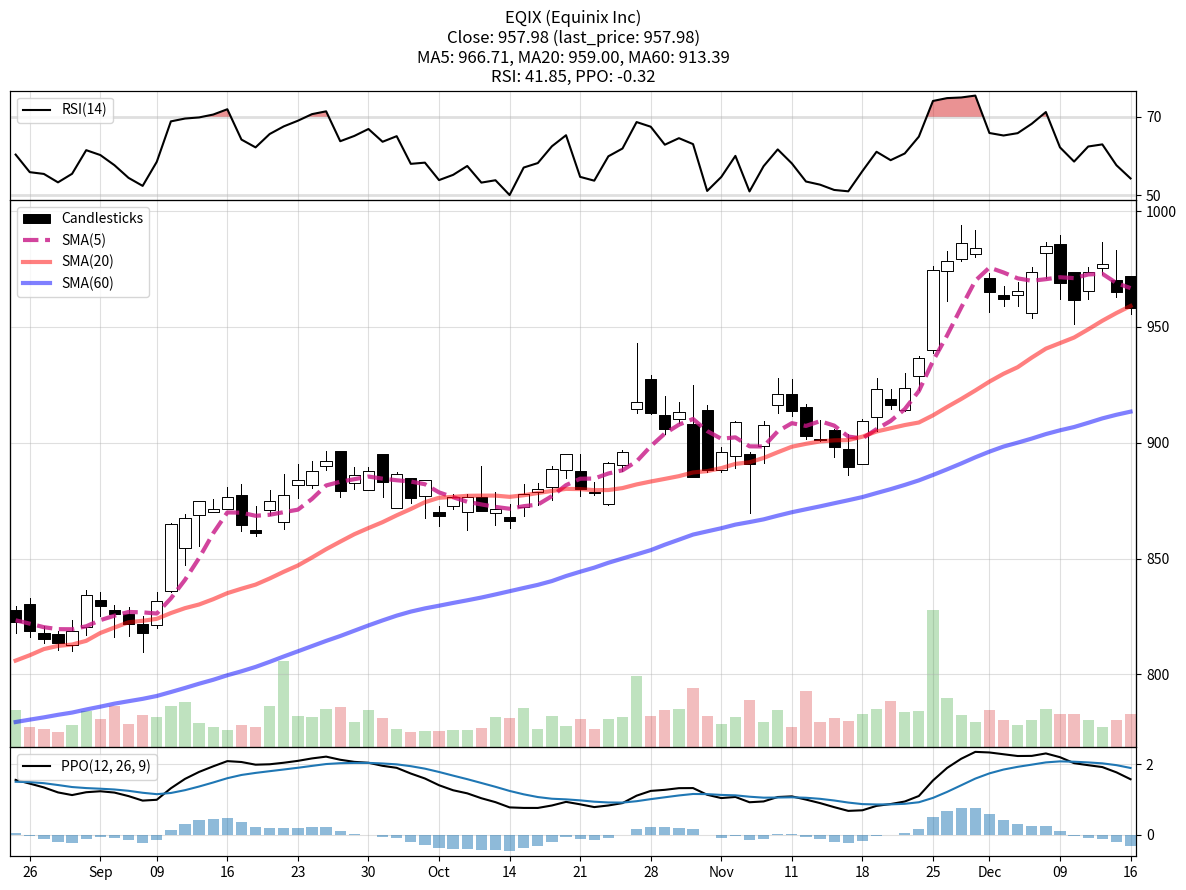 EQIX (Equinix Inc)
Close: 957.98 (last_price: 957.98)
MA5: 966.71, MA20: 959.00, MA60: 913.39
RSI: 41.85, PPO: -0.32
RSI(14)
70
50
Candlesticks
SMA(5)
SMA(20)
SMA(60)
1000
950
900
850
800
PPO(12, 26, 9)
2
0
26 Sep 09 16 23 30 Oct 14 21 28 Nov 11 18 25 Dec 09 16